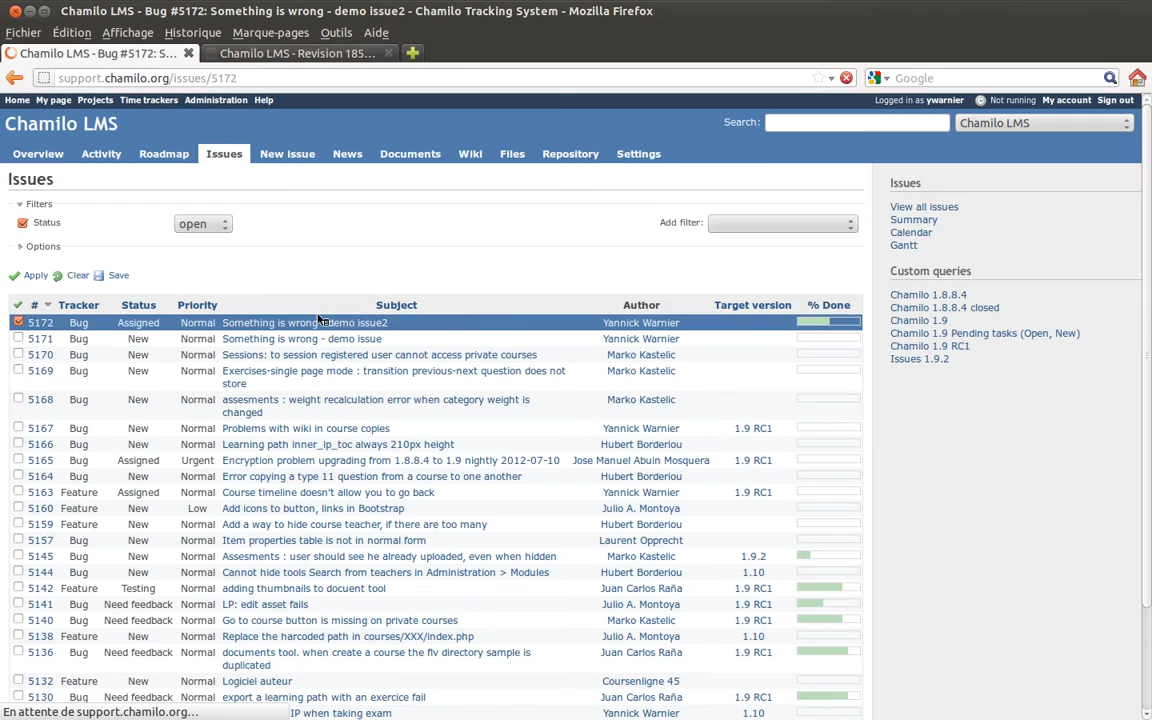 Chamilo LMS - Bug #5172: Something is wrong - demo issue2 - Chamilo Tracking System - Mozilla Firefox
Fichier Édition Affichage Historique Marque-pages Outils Aide
Chamilo LMS - Bug #5172: S... Chamilo LMS - Revision 185...
support.chamilo.org/issues/5172 Google
Home My page Projects Time trackers Administration Help Logged in as ywarnier Not running My account Sign out
Chamilo LMS Search: Chamilo LMS
Overview Activity Roadmap Issues New issue News Documents Wiki Files Repository Settings
Issues
Filters
Status open Add filter:
Options
Apply Clear Save
# Tracker Status Priority Subject Author Target version % Done
5172 Bug Assigned Normal Something is wrong demo issue2 Yannick Warnier
5171 Bug New Normal Something is wrong - demo issue Yannick Warnier
5170 Bug New Normal Sessions: to session registered user cannot access private courses Marko Kastelic
5169 Bug New Normal Exercises-single page mode : transition previous-next question does not Marko Kastelic
store
5168 Bug New Normal assesments : weight recalculation error when category weight is Marko Kastelic
changed
5167 Bug New Normal Problems with wiki in course copies Yannick Warnier 1.9 RC1
5166 Bug New Normal Learning path inner_lp_toc always 210px height Hubert Borderiou
5165 Bug Assigned Urgent Encryption problem upgrading from 1.8.8.4 to 1.9 nightly 2012-07-10 Jose Manuel Abuin Mosquera 1.9 RC1
5164 Bug New Normal Error copying a type 11 question from a course to one another Hubert Borderiou
5163 Feature Assigned Normal Course timeline doesn't allow you to go back Yannick Warnier 1.9 RC1
5160 Feature New Low Add icons to button, links in Bootstrap Julio A. Montoya
5159 Feature New Normal Add a way to hide course teacher, if there are too many Hubert Borderiou
5157 Bug New Normal Item properties table is not in normal form Laurent Opprecht
5145 Bug New Normal Assesments : user should see he already uploaded, even when hidden Marko Kastelic 1.9.2
5144 Bug New Normal Cannot hide tools Search from teachers in Administration > Modules Hubert Borderiou 1.10
5142 Feature Testing Normal adding thumbnails to docuent tool Juan Carlos Raña 1.9 RC1
5141 Bug Need feedback Normal LP: edit asset fails Julio A. Montoya 1.9 RC1
5140 Bug Need feedback Normal Go to course button is missing on private courses Marko Kastelic 1.9 RC1
5138 Feature New Normal Replace the harcoded path in courses/XXX/index.php Julio A. Montoya 1.10
5136 Bug Need feedback Normal documents tool. when create a course the flv directory sample is Juan Carlos Raña 1.9 RC1
duplicated
5132 Feature New Normal Logiciel auteur Coursenligne 45
5130 Bug Need feedback Normal export a learning path with an exercice fail Juan Carlos Raña 1.9 RC1
IP when taking exam Yannick Warnier 1.10
En attente de support.chamilo.org...
Issues
View all issues
Summary
Calendar
Gantt
Custom queries
Chamilo 1.8.8.4
Chamilo 1.8.8.4 closed
Chamilo 1.9
Chamilo 1.9 Pending tasks (Open, New)
Chamilo 1.9 RC1
Issues 1.9.2